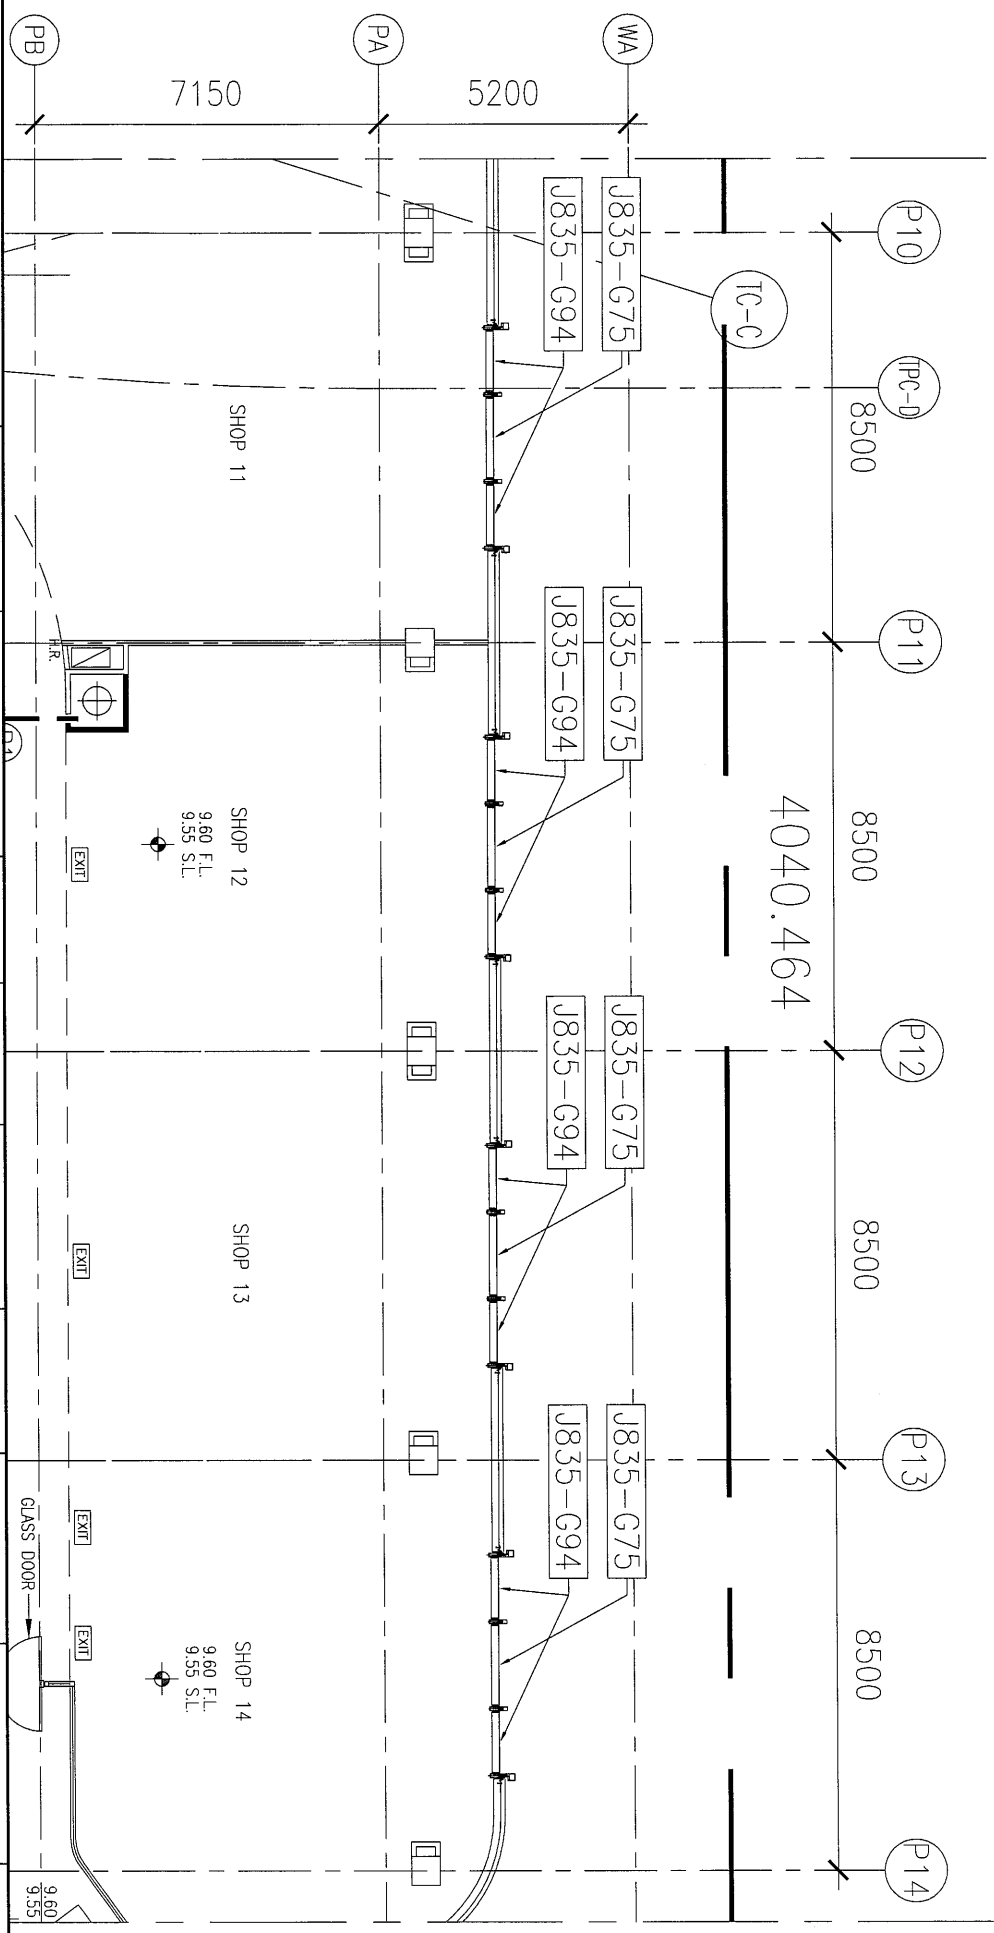 PB
PA
WA
7150
5200
P10
TPC-D
P11
P12
P13
P14
8500
8500
8500
8500
4040.464
TC-C
J835-G75
J835-G94
J835-G75
J835-G94
J835-G75
J835-G94
J835-G75
J835-G94
SHOP 11
SHOP 12
9.60 F.L.
9.55 S.L.
SHOP 13
SHOP 14
9.60 F.L.
9.55 S.L.
H.R.
EXIT
EXIT
EXIT
EXIT
GLASS DOOR
9.60
9.55